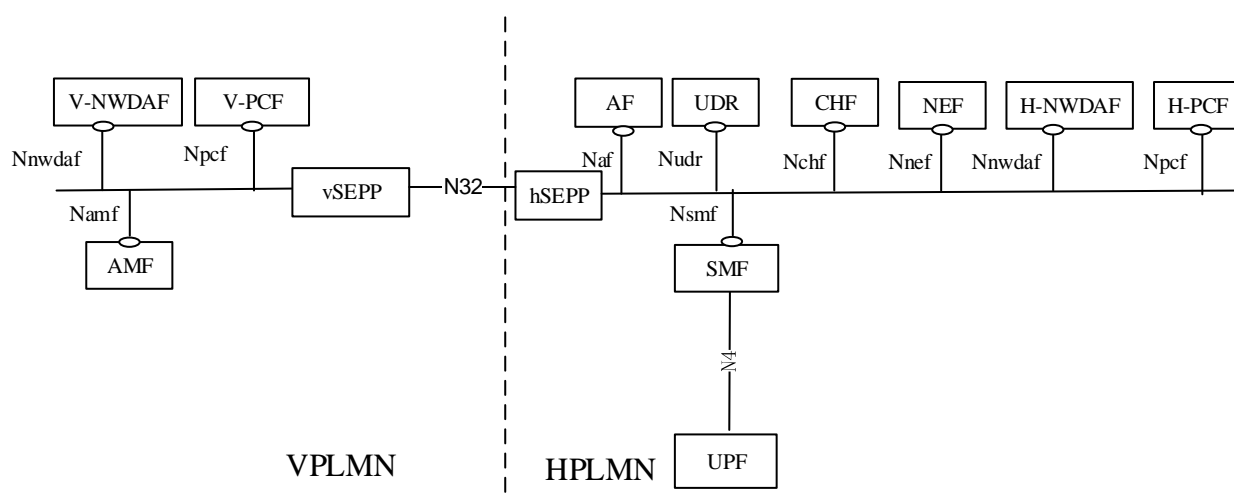 V-NWDAF V-PCF AF UDR CHF NEF H-NWDAF H-PCF
Nnwdaf Npcf Naf Nudr Nchf Nnef Nnwdaf Npcf
vSEPP N32 hSEPP
Namf Nsmf
AMF SMF
N4
VPLMN HPLMN UPF